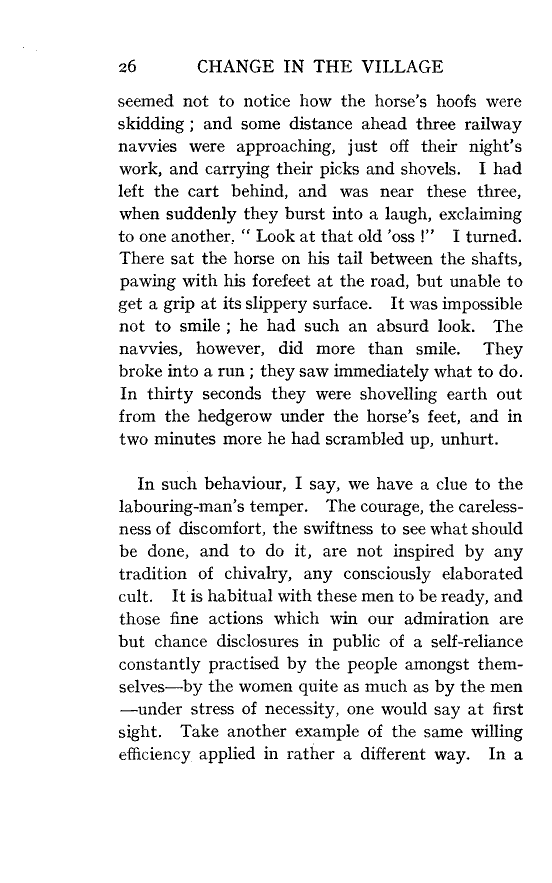 26 CHANGE IN THE VILLAGE
seemed not to notice how the horse's hoofs were
skidding ; and some distance ahead three railway
navvies were approaching, just off their night's
work, and carrying their picks and shovels. I had
left the cart behind, and was near these three,
when suddenly they burst into a laugh, exclaiming
to one another, “ Look at that old 'oss !” I turned.
There sat the horse on his tail between the shafts,
pawing with his forefeet at the road, but unable to
get a grip at its slippery surface. It was impossible
not to smile ; he had such an absurd look. The
navvies, however, did more than smile. They
broke into a run ; they saw immediately what to do.
In thirty seconds they were shovelling earth out
from the hedgerow under the horse's feet, and in
two minutes more he had scrambled up, unhurt.
In such behaviour, I say, we have a clue to the
labouring-man's temper. The courage, the careless-
ness of discomfort, the swiftness to see what should
be done, and to do it, are not inspired by any
tradition of chivalry, any consciously elaborated
cult. It is habitual with these men to be ready, and
those fine actions which win our admiration are
but chance disclosures in public of a self-reliance
constantly practised by the people amongst them-
selves—by the women quite as much as by the men
—under stress of necessity, one would say at first
sight. Take another example of the same willing
efficiency applied in rather a different way. In a